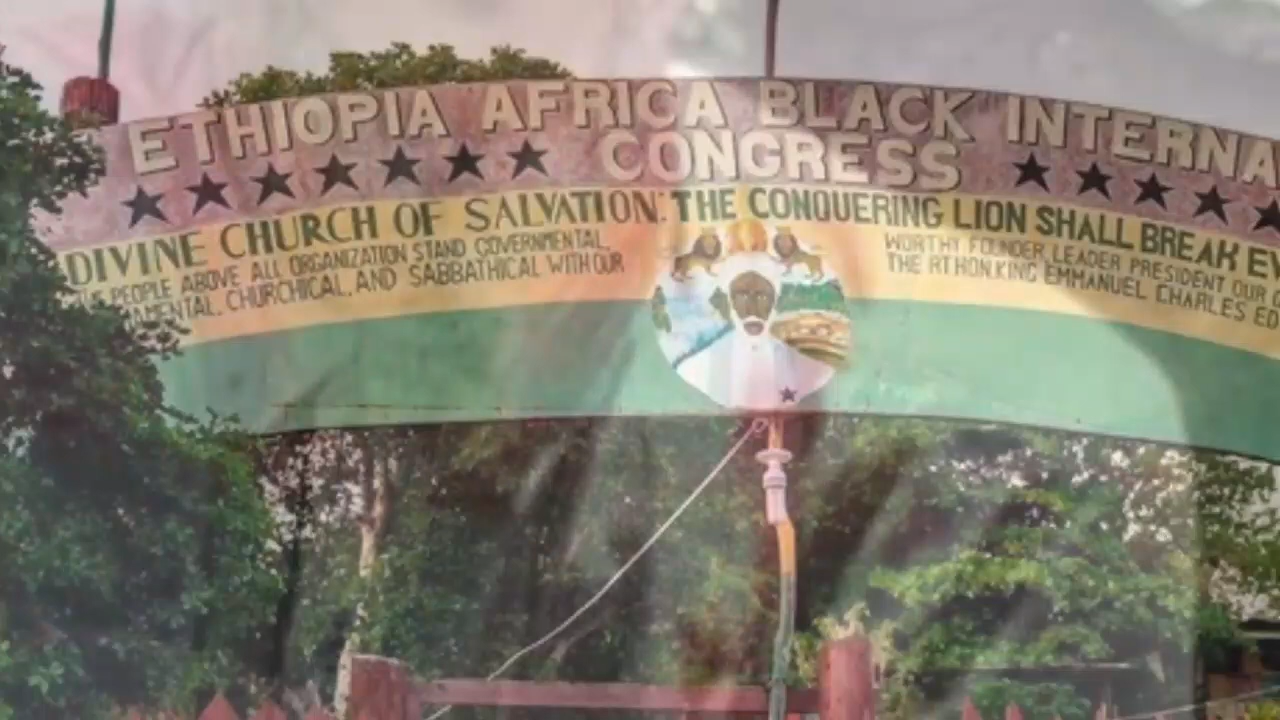 ETHIOPIA AFRICA BLACK INTERNA
CONGRESS
DIVINE CHURCH OF SALVATION. THE CONQUERING LION SHALL BREAK EV
PEOPLE ABOVE ALL ORGANIZATION STAND GOVERNMENTAL,
AMENTAL, CHURCHICAL, AND SABBATHICAL WITH OUR
WORTHY FOUNDER, LEADER PRESIDENT OUR
THE RT HON. KING EMMANUEL CHARLES ED